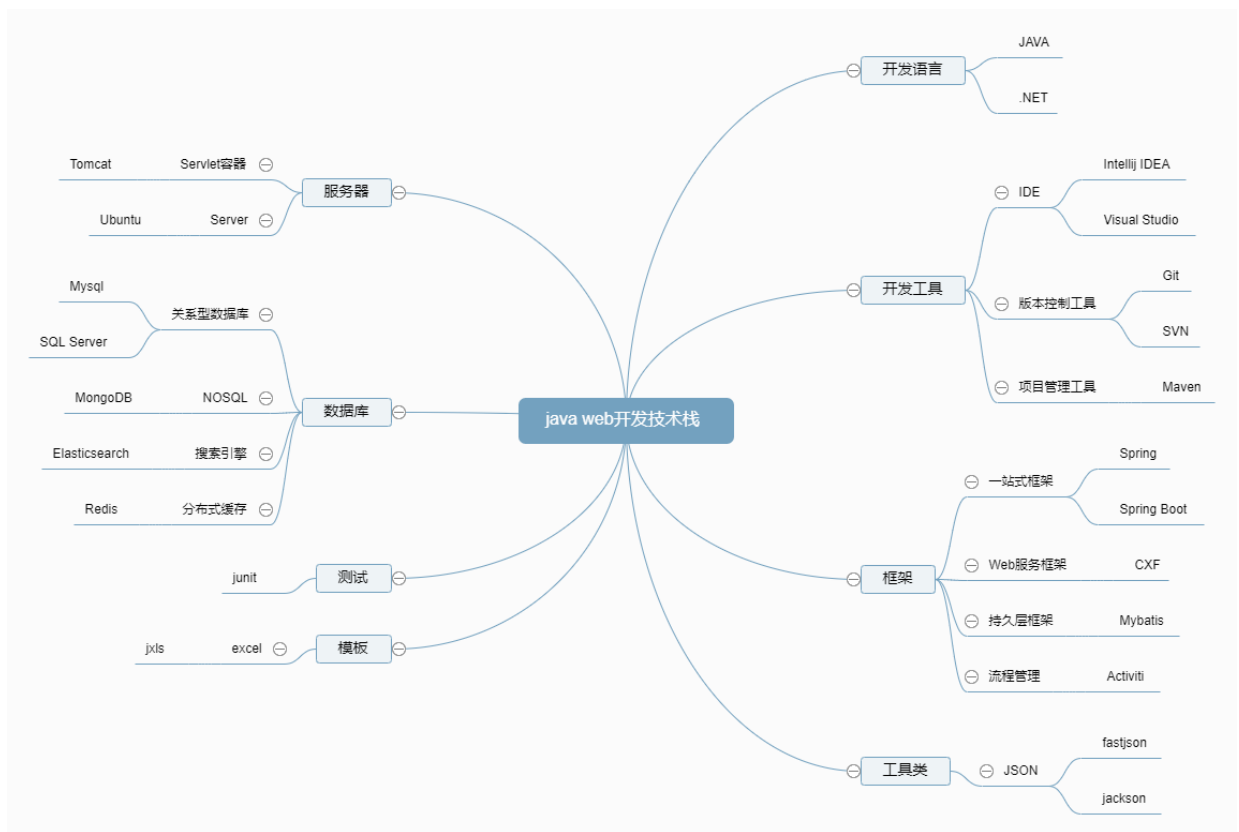 java web开发技术栈
开发语言
JAVA
.NET
开发工具
IDE
Intellij IDEA
Visual Studio
版本控制工具
Git
SVN
项目管理工具
Maven
框架
一站式框架
Spring
Spring Boot
Web服务框架
CXF
持久层框架
Mybatis
流程管理
Activiti
工具类
JSON
fastjson
jackson
服务器
Servlet容器
Tomcat
Server
Ubuntu
数据库
关系型数据库
Mysql
SQL Server
NOSQL
MongoDB
搜索引擎
Elasticsearch
分布式缓存
Redis
测试
junit
模板
excel
jxls